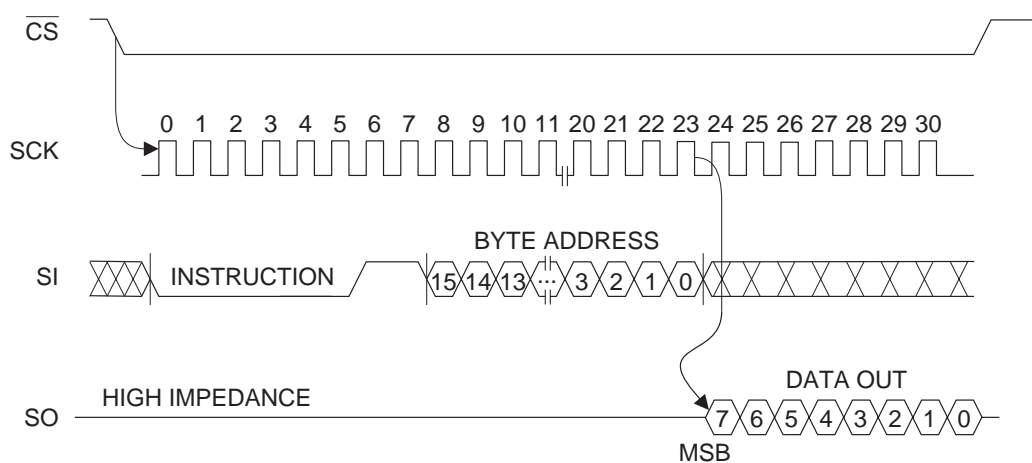 CS
0 1 2 3 4 5 6 7 8 9 10 11 20 21 22 23 24 25 26 27 28 29 30
SCK
BYTE ADDRESS
SI INSTRUCTION 15 14 13 ... 3 2 1 0
HIGH IMPEDANCE DATA OUT
SO 7 6 5 4 3 2 1 0
MSB